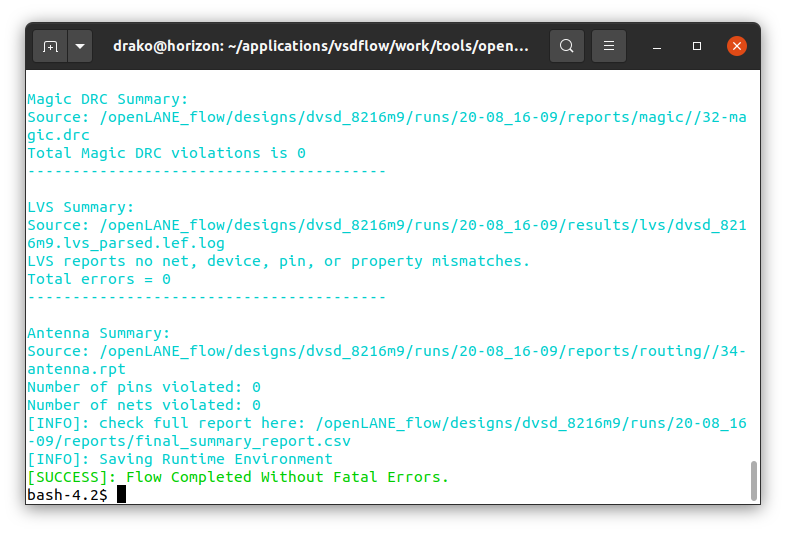 drako@horizon: ~/applications/vsdflow/work/tools/open...
Magic DRC Summary:
Source: /openLANE_flow/designs/dvsd_8216m9/runs/20-08_16-09/reports/magic//32-ma
gic.drc
Total Magic DRC violations is 0
----------------------------------------
LVS Summary:
Source: /openLANE_flow/designs/dvsd_8216m9/runs/20-08_16-09/results/lvs/dvsd_821
6m9.lvs_parsed.lef.log
LVS reports no net, device, pin, or property mismatches.
Total errors = 0
----------------------------------------
Antenna Summary:
Source: /openLANE_flow/designs/dvsd_8216m9/runs/20-08_16-09/reports/routing//34-
antenna.rpt
Number of pins violated: 0
Number of nets violated: 0
[INFO]: check full report here: /openLANE_flow/designs/dvsd_8216m9/runs/20-08_16
-09/reports/final_summary_report.csv
[INFO]: Saving Runtime Environment
[SUCCESS]: Flow Completed Without Fatal Errors.
bash-4.2$